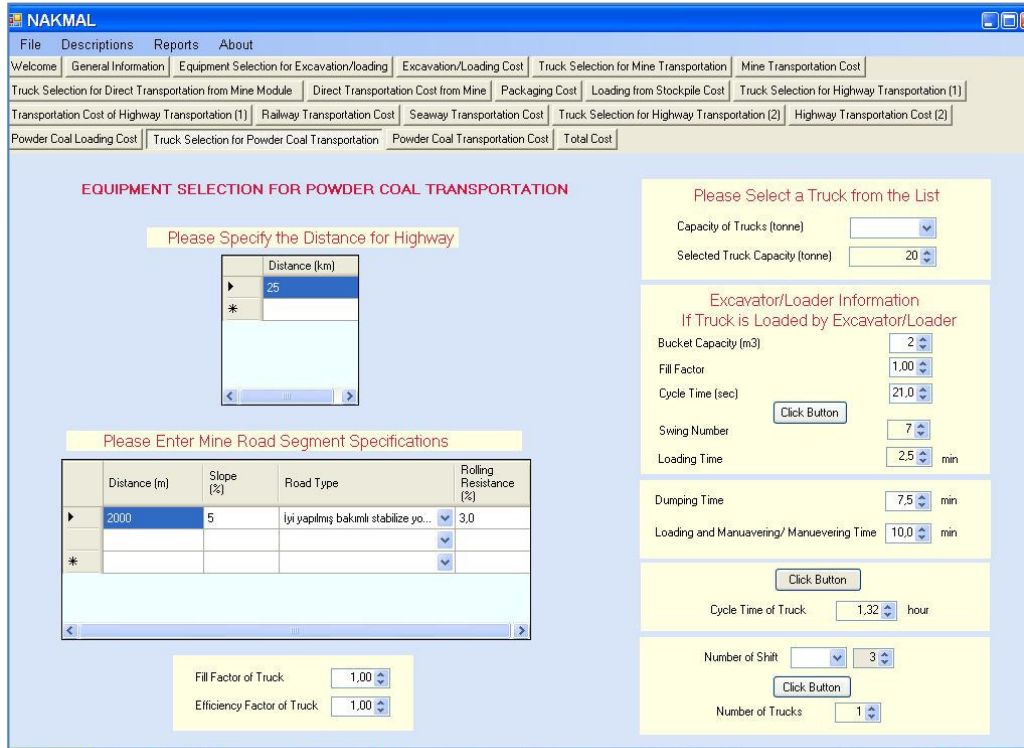 NAKMAL
File Descriptions Reports About
Welcome General Information Equipment Selection for Excavation/loading Excavation/Loading Cost Truck Selection for Mine Transportation Mine Transportation Cost
Truck Selection for Direct Transportation from Mine Module Direct Transportation Cost from Mine Packaging Cost Loading from Stockpile Cost Truck Selection for Highway Transportation (1)
Transportation Cost of Highway Transportation (1) Railway Transportation Cost Seaway Transportation Cost Truck Selection for Highway Transportation (2) Highway Transportation Cost (2)
Powder Coal Loading Cost Truck Selection for Powder Coal Transportation Powder Coal Transportation Cost Total Cost
EQUIPMENT SELECTION FOR POWDER COAL TRANSPORTATION
Please Specify the Distance for Highway
Distance (km)
25
Please Enter Mine Road Segment Specifications
Distance (m) Slope (%) Road Type Rolling Resistance (%)
2000 5 İyi yapılmış bakımlı stabilize yo... 3,0
Fill Factor of Truck 1,00
Efficiency Factor of Truck 1,00
Please Select a Truck from the List
Capacity of Trucks (tonne)
Selected Truck Capacity (tonne) 20
Excavator/Loader Information
If Truck is Loaded by Excavator/Loader
Bucket Capacity (m3) 2
Fill Factor 1,00
Cycle Time (sec) 21,0
Click Button
Swing Number 7
Loading Time 2,5 min
Dumping Time 7,5 min
Loading and Manuavering/ Manuevering Time 10,0 min
Click Button
Cycle Time of Truck 1,32 hour
Number of Shift 3
Click Button
Number of Trucks 1